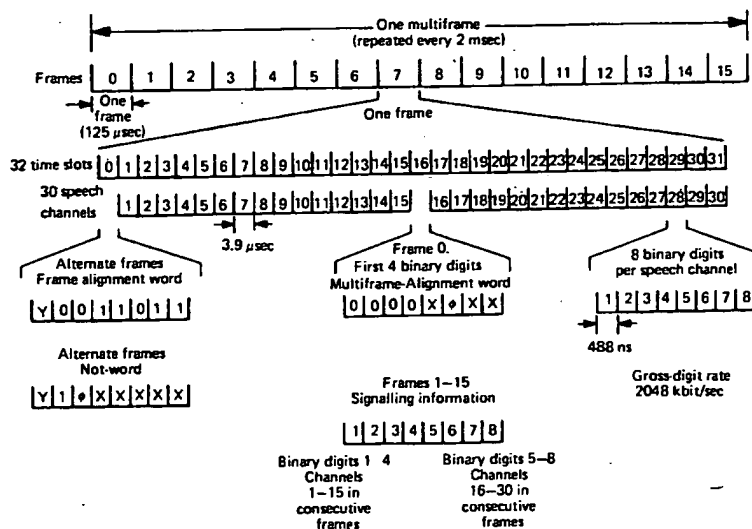 One multiframe
(repeated every 2 msec)
Frames 0 1 2 3 4 5 6 7 8 9 10 11 12 13 14 15
One
frame
(125 μsec)
One frame
32 time slots 0 1 2 3 4 5 6 7 8 9 10 11 12 13 14 15 16 17 18 19 20 21 22 23 24 25 26 27 28 29 30 31
30 speech
channels
1 2 3 4 5 6 7 8 9 10 11 12 13 14 15 16 17 18 19 20 21 22 23 24 25 26 27 28 29 30
3.9 μsec
Alternate frames
Frame alignment word
Y 0 0 1 1 0 1 1
Frame 0.
First 4 binary digits
Multiframe-Alignment word
0 0 0 0 X φ X X
8 binary digits
per speech channel
1 2 3 4 5 6 7 8
488 ns
Alternate frames
Not-word
Y 1 φ X X X X X
Gross-digit rate
2048 kbit/sec
Frames 1–15
Signalling information
1 2 3 4 5 6 7 8
Binary digits 1 4
Channels
1–15 in
consecutive
frames
Binary digits 5–8
Channels
16–30 in
consecutive
frames